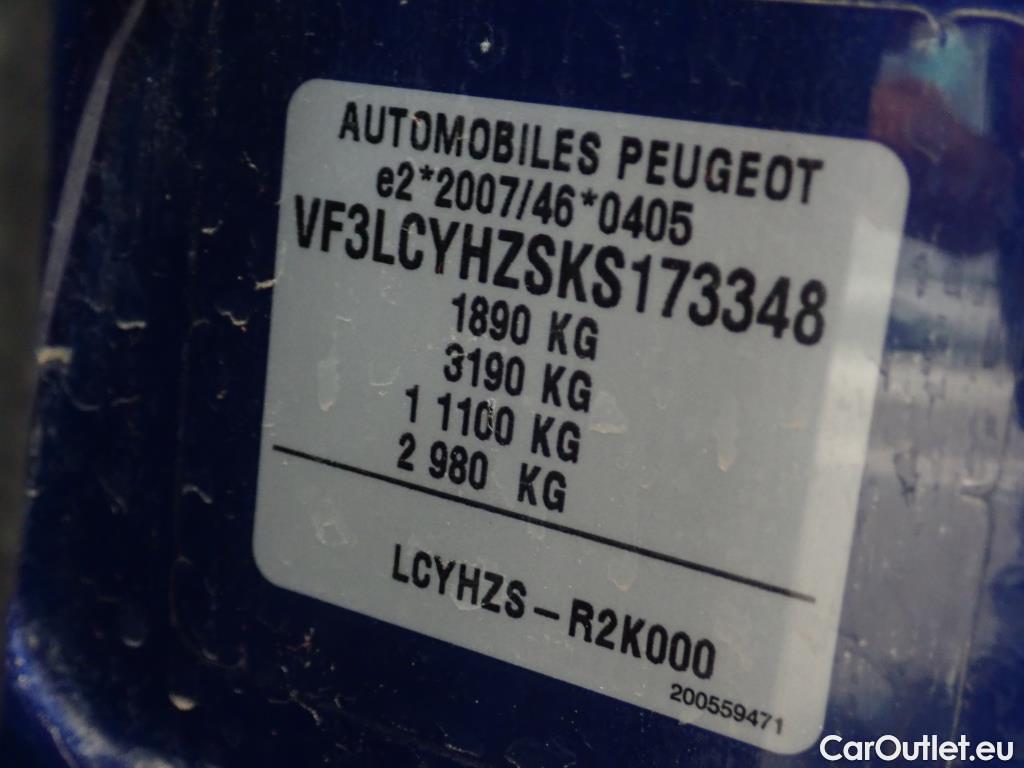 AUTOMOBILES PEUGEOT
e2*2007/46*0405
VF3LCYHZSKS173348
1890 KG
3190 KG
1 1100 KG
2 980 KG
LCYHZS-R2K000
200559471
CarOutlet.eu